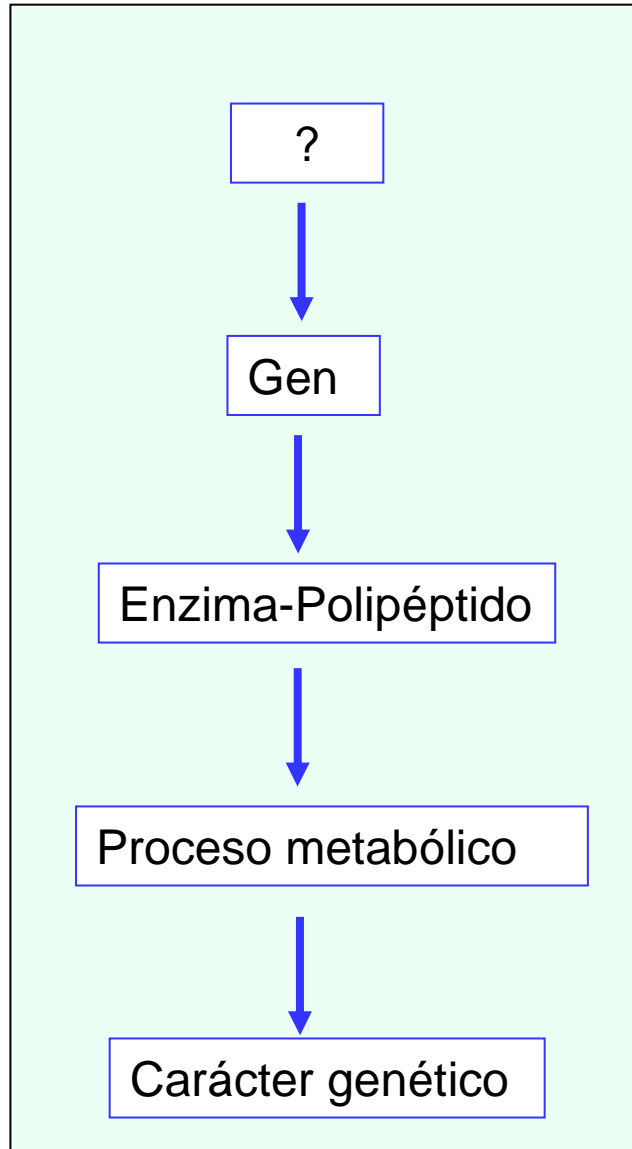 ?
Gen
Enzima-Polipéptido
Proceso metabólico
Carácter genético